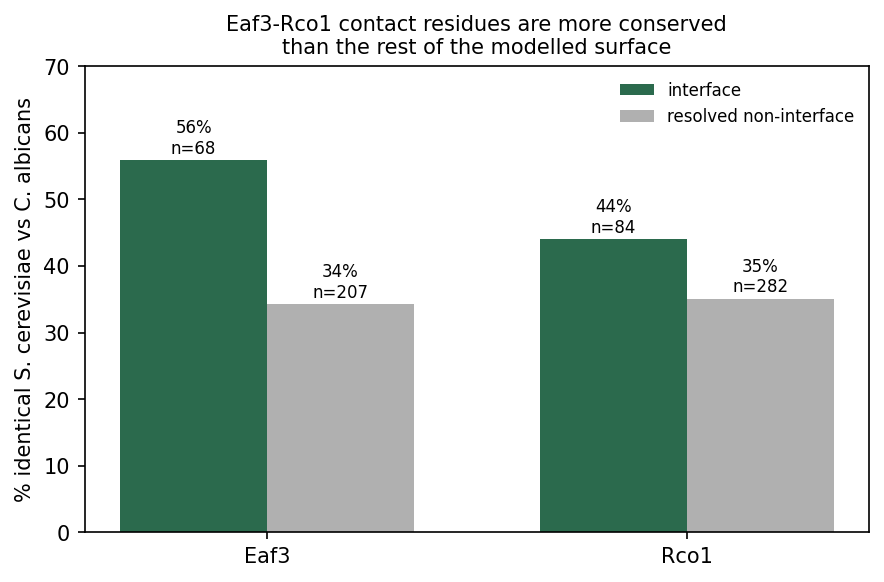 Eaf3-Rco1 contact residues are more conserved
than the rest of the modelled surface
% identical S. cerevisiae vs C. albicans
70
60
50
40
30
20
10
0
interface
resolved non-interface
56%
n=68
34%
n=207
44%
n=84
35%
n=282
Eaf3
Rco1